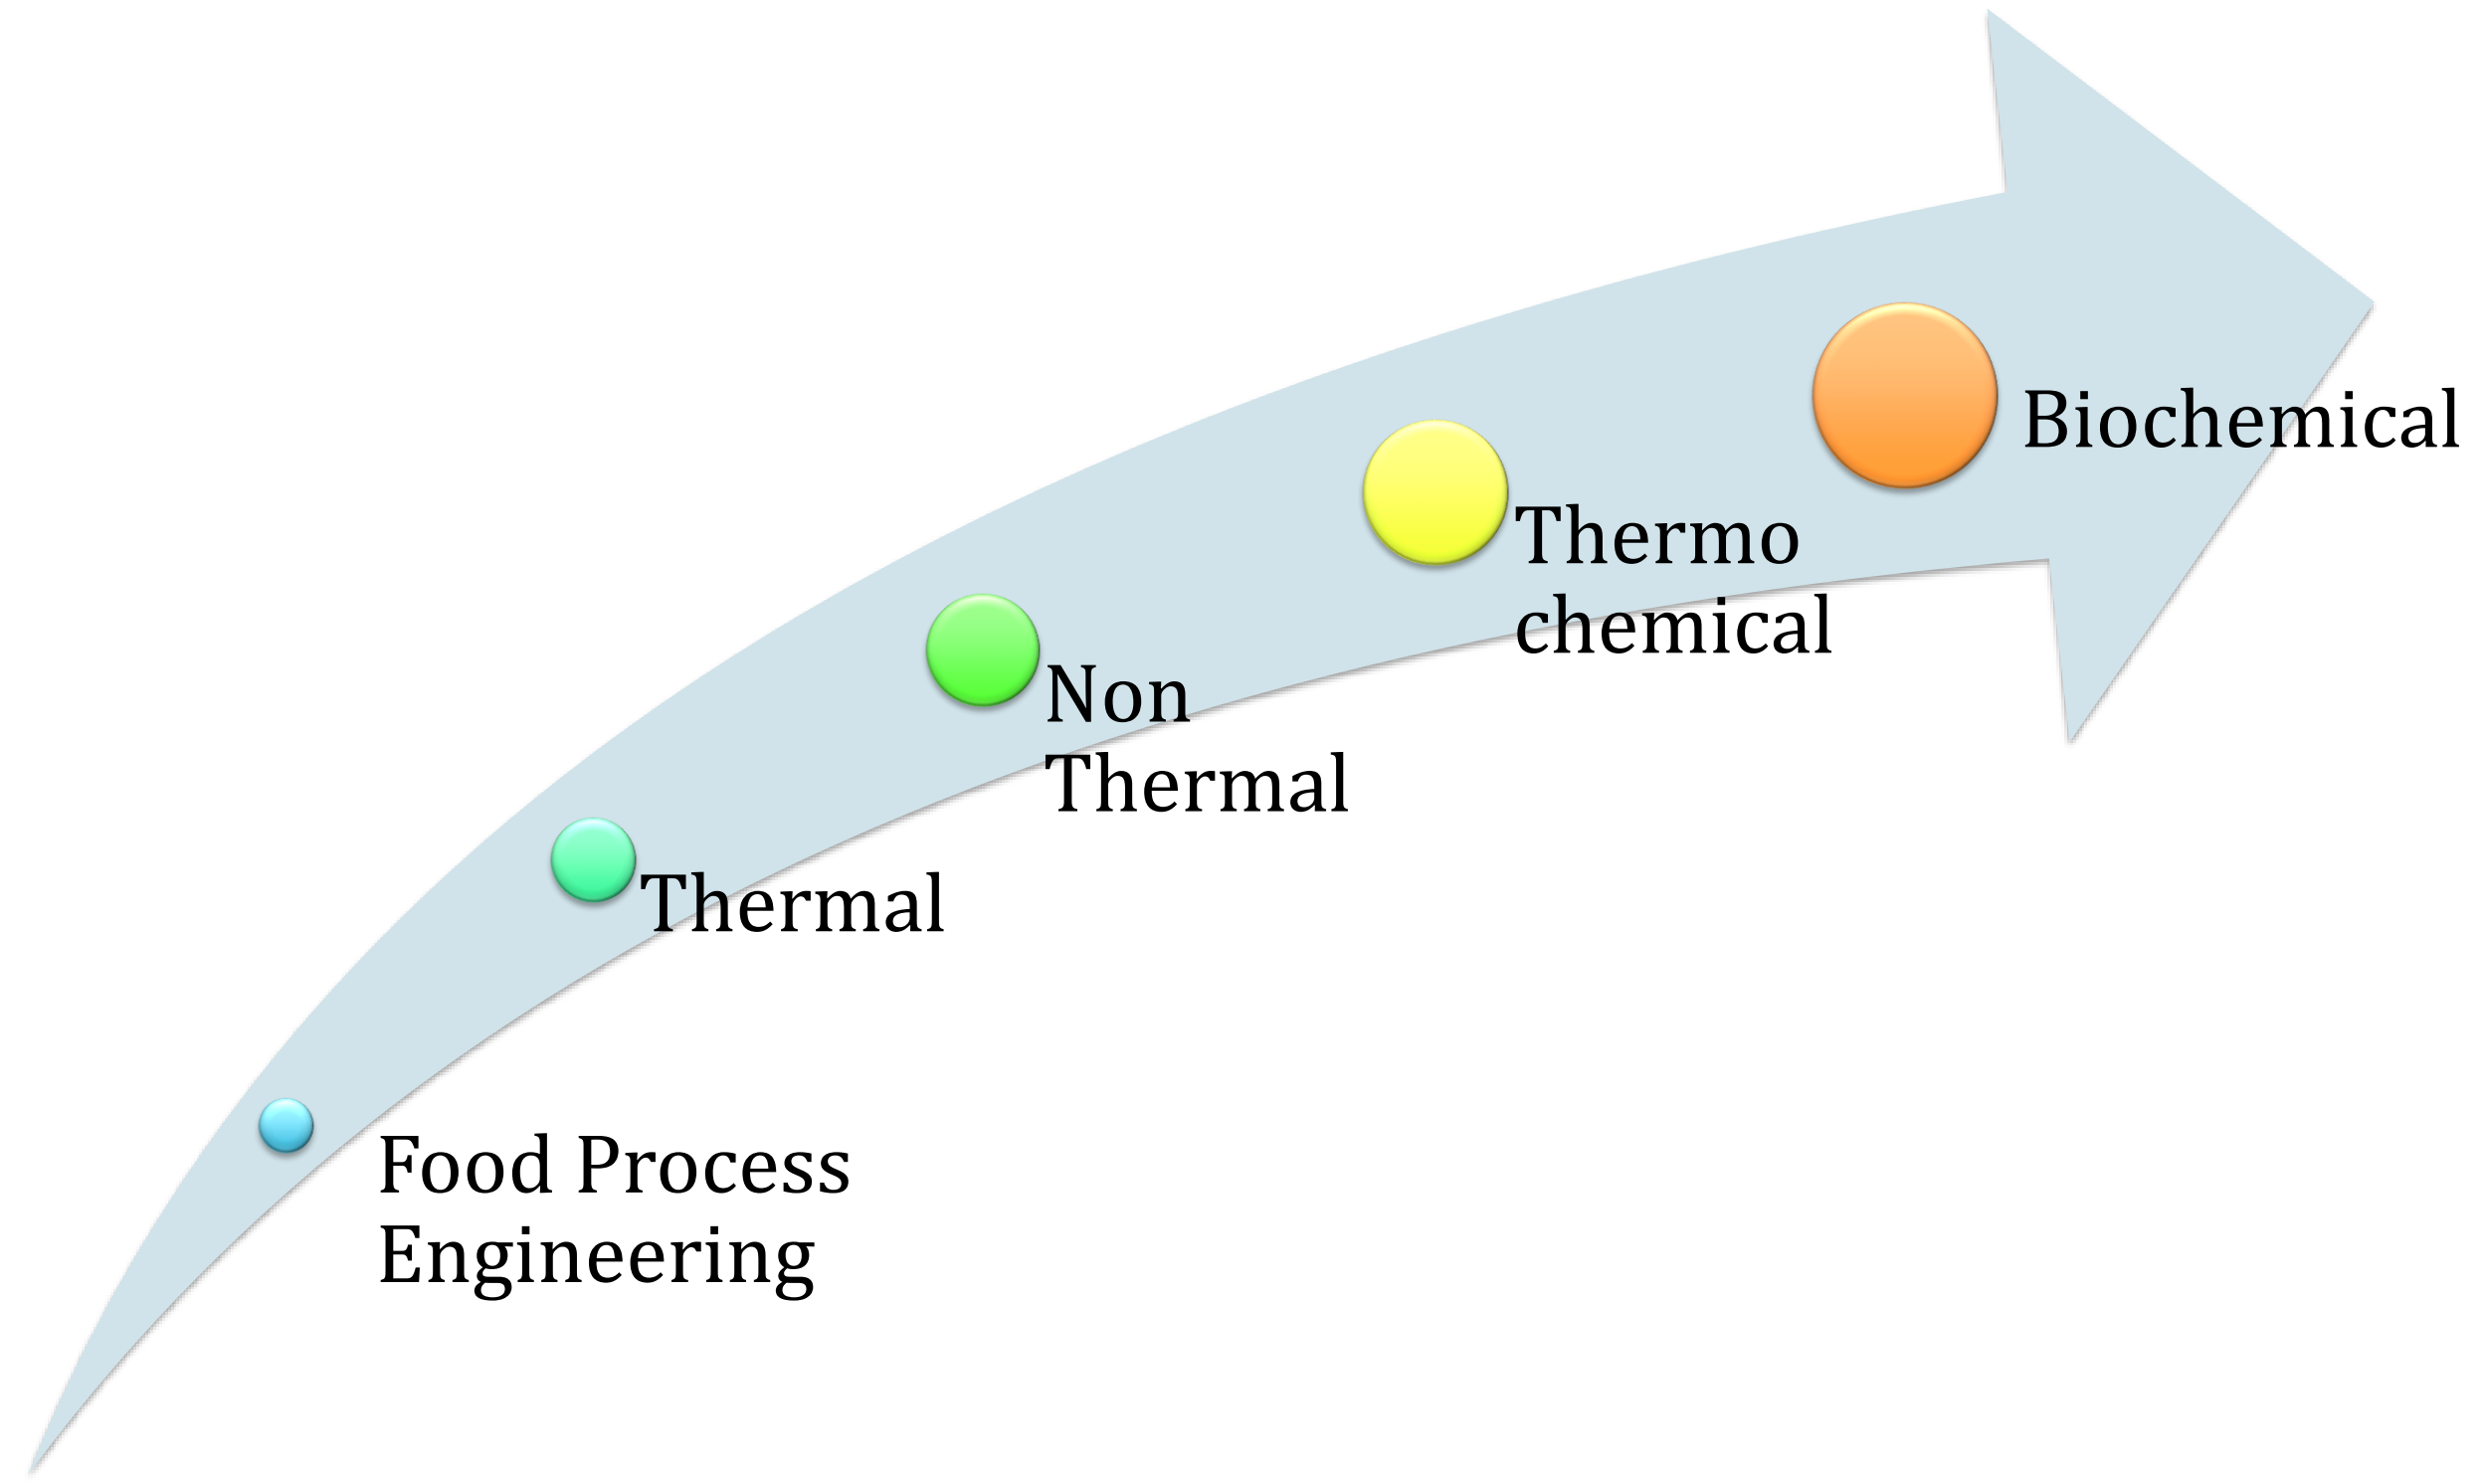 Food Process
Engineering
Thermal
Non
Thermal
Thermo
chemical
Biochemical